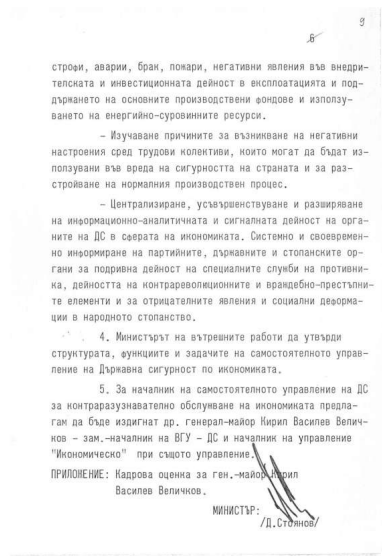 9
6
строфи, аварии, брак, пожари, негативни явления във внедри-
телската и инвестиционната дейност в експлоатацията и под-
държането на основните производствени фондове и използу-
ването на енергийно-суровинните ресурси.
- Изучаване причините за възникване на негативни
настроения сред трудови колективи, които могат да бъдат из-
ползувани във вреда на сигурността на страната и за раз-
стройване на нормалния производствен процес.
- Централизиране, усъвършенствуване и разширяване
на информационно-аналитичната и сигналната дейност на орга-
ните на ДС в сферата на икономиката. Системно и своевремен-
но информиране на партийните, държавните и стопанските ор-
гани за подривна дейност на специалните служби на противни-
ка, дейността на контрареволюционните и враждебно-престъпни-
те елементи и за отрицателните явления и социални деформа-
ции в народното стопанство.
4. Министърът на вътрешните работи да утвърди
структурата, функциите и задачите на самостоятелното управ-
ление на Държавна сигурност по икономиката.
5. За началник на самостоятелното управление на ДС
за контраразузнавателно обслужване на икономиката предла-
гам да бъде издигнат др. генерал-майор Кирил Василев Велич-
ков - зам.-началник на ВГУ - ДС и началник на управление
"Икономическо" при същото управление.
ПРИЛОЖЕНИЕ: Кадрова оценка за ген.-майор Кирил
Василев Величков.
МИНИСТЪР:
/Д.Стоянов/